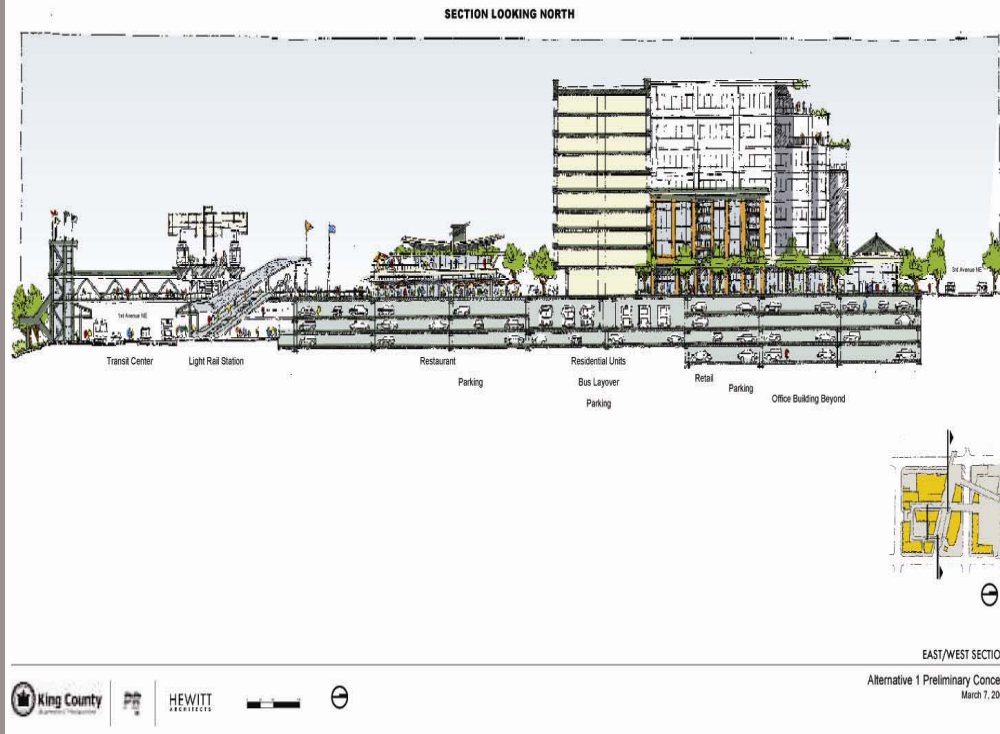 SECTION LOOKING NORTH
3rd Avenue NE
1st Avenue NE
Transit Center
Light Rail Station
Restaurant
Parking
Residential Units
Bus Layover
Parking
Retail
Parking
Office Building Beyond
EAST/WEST SECTIO
Alternative 1 Preliminary Conce
March 7, 20
King County
HEWITT
ARCHITECTS